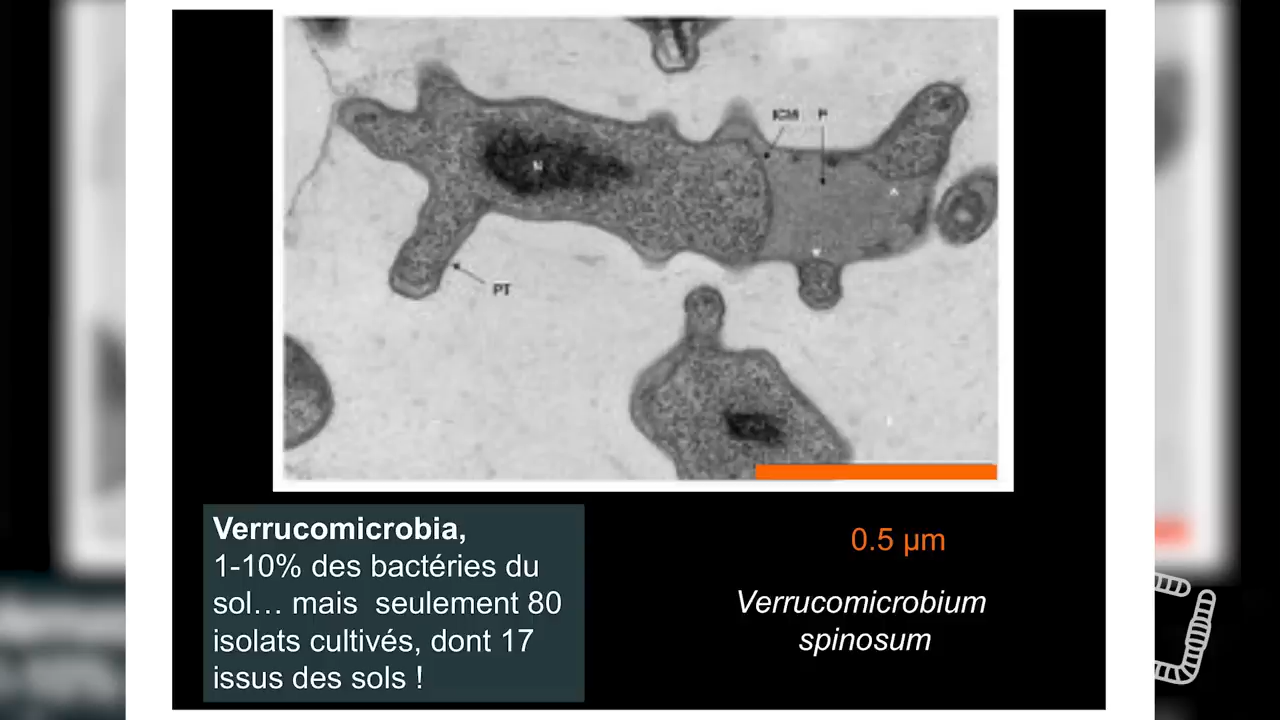 ICM P
N
PT
Verrucomicrobia,
1-10% des bactéries du
sol… mais seulement 80
isolats cultivés, dont 17
issus des sols !
0.5 µm
Verrucomicrobium
spinosum